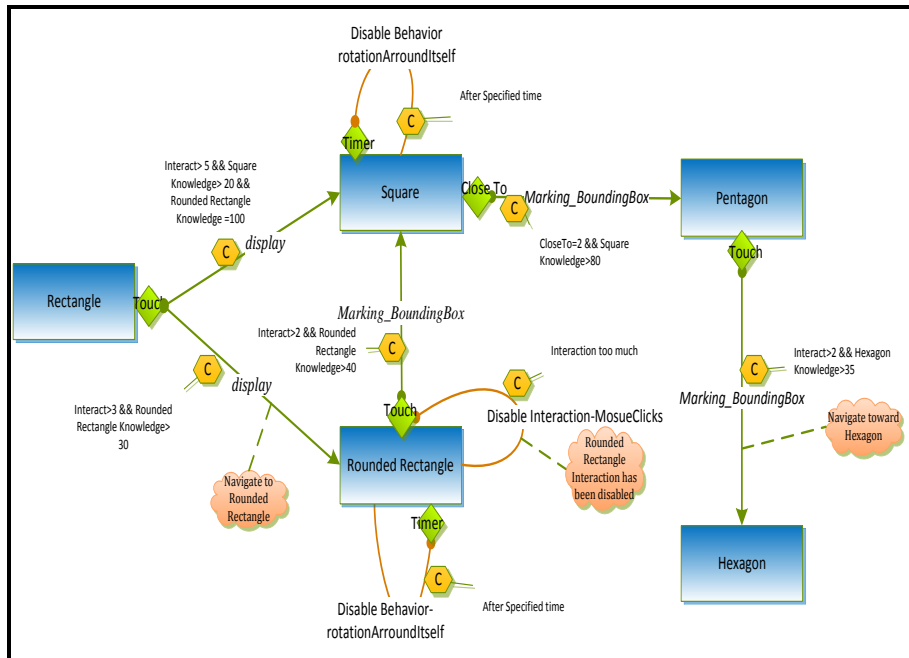 Disable Behavior
rotationArroundItself
C
After Specified time
Timer
Interact> 5 && Square
Knowledge> 20 &&
Rounded Rectangle
Knowledge =100
Square
Close To
C
Marking_BoundingBox
Pentagon
CloseTo=2 && Square
Knowledge>80
C
display
Touch
Rectangle
Touch
Marking_BoundingBox
Interact>2 && Rounded
Rectangle
Knowledge>40
C
Interaction too much
C
Interact>2 && Hexagon
Knowledge>35
C
C
display
Marking_BoundingBox
Interact>3 && Rounded
Rectangle Knowledge>
30
Touch
Disable Interaction-MosueClicks
Navigate toward
Hexagon
Rounded Rectangle
Rounded
Rectangle
Interaction has
been disabled
Navigate to
Rounded
Rectangle
Timer
Hexagon
C
After Specified time
Disable Behavior-
rotationArroundItself